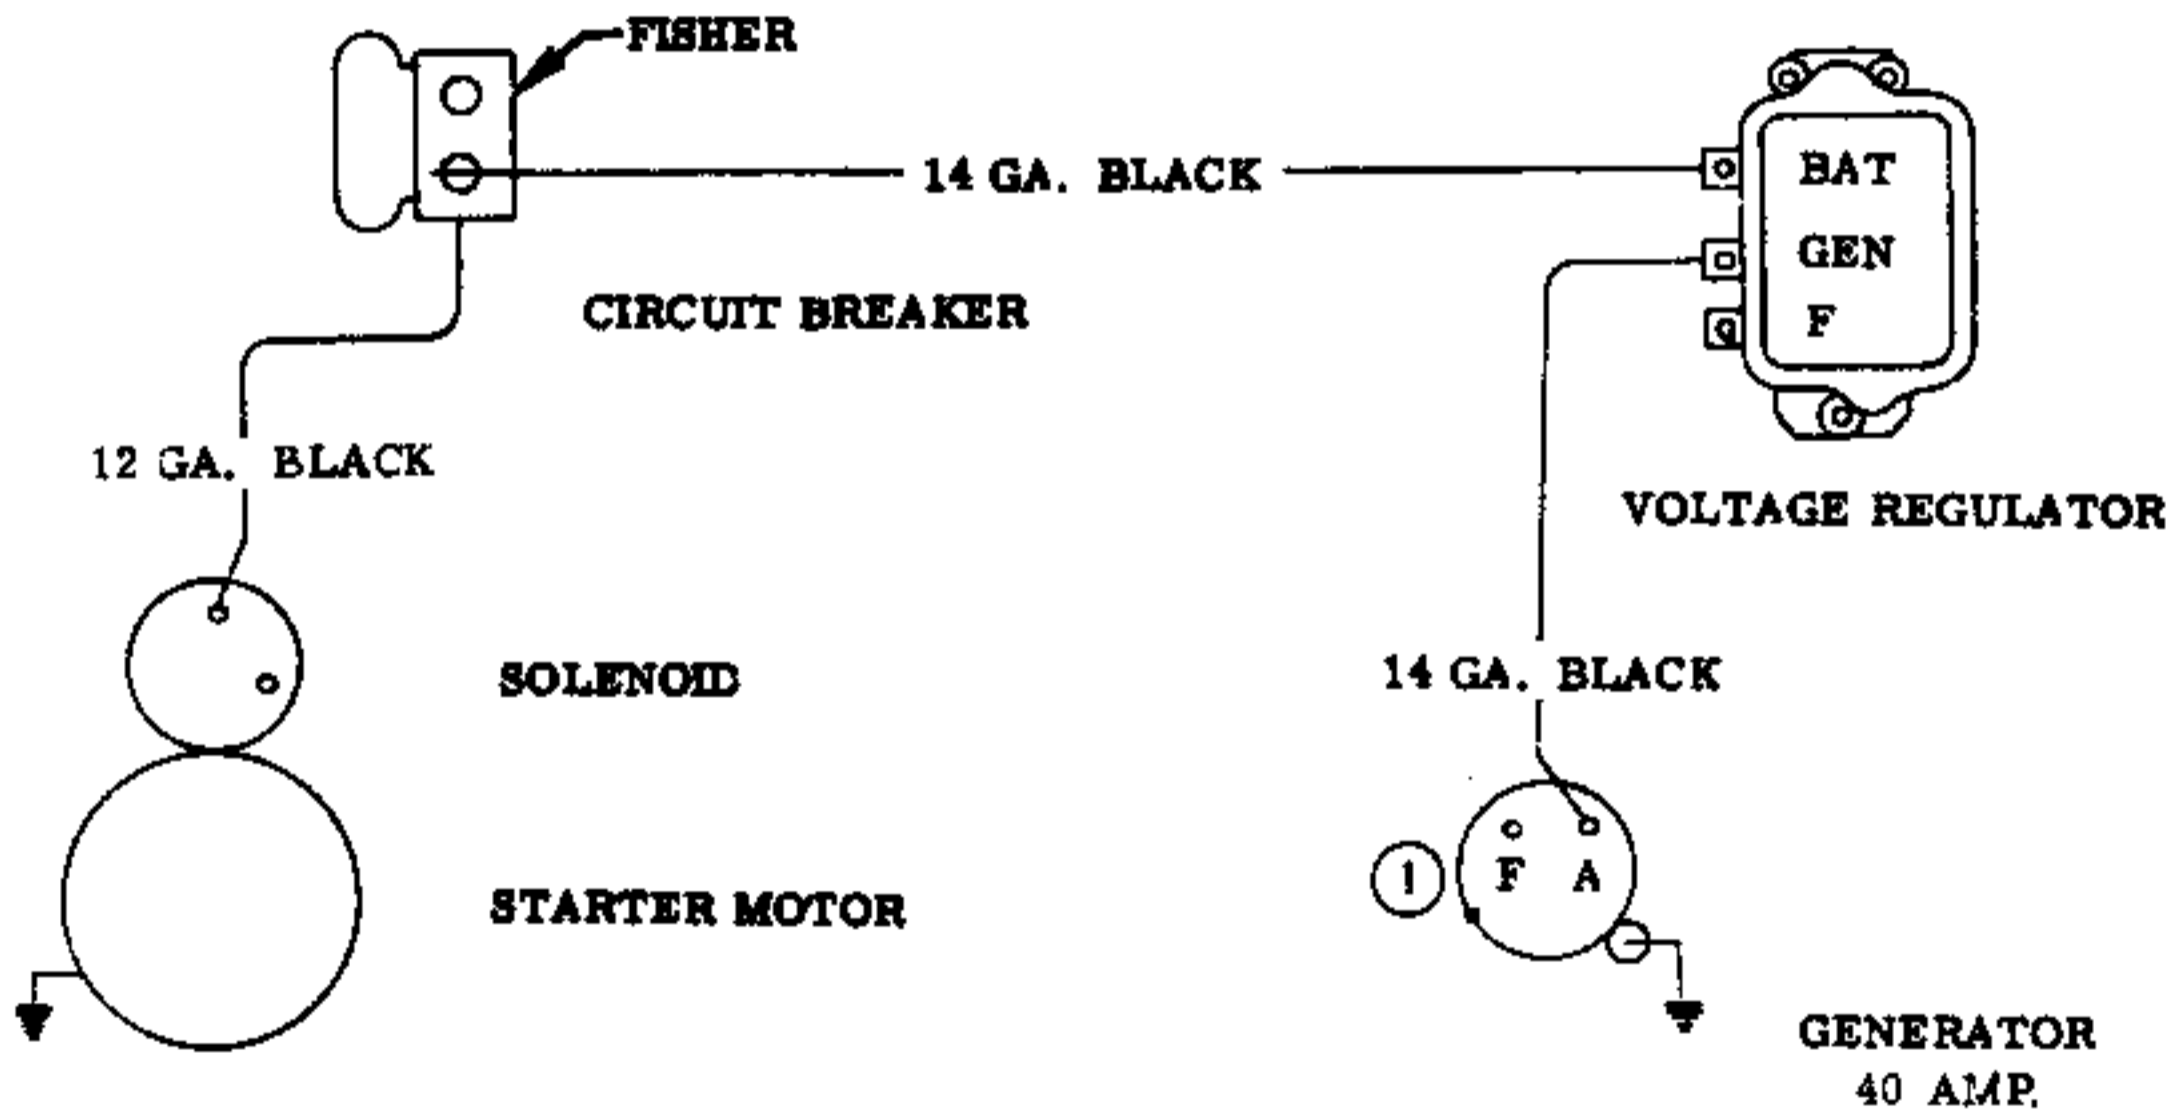 FISHER
14 GA. BLACK
BAT
GEN
F
CIRCUIT BREAKER
12 GA. BLACK
VOLTAGE REGULATOR
SOLENOID
14 GA. BLACK
1
F A
STARTER MOTOR
GENERATOR
40 AMP.